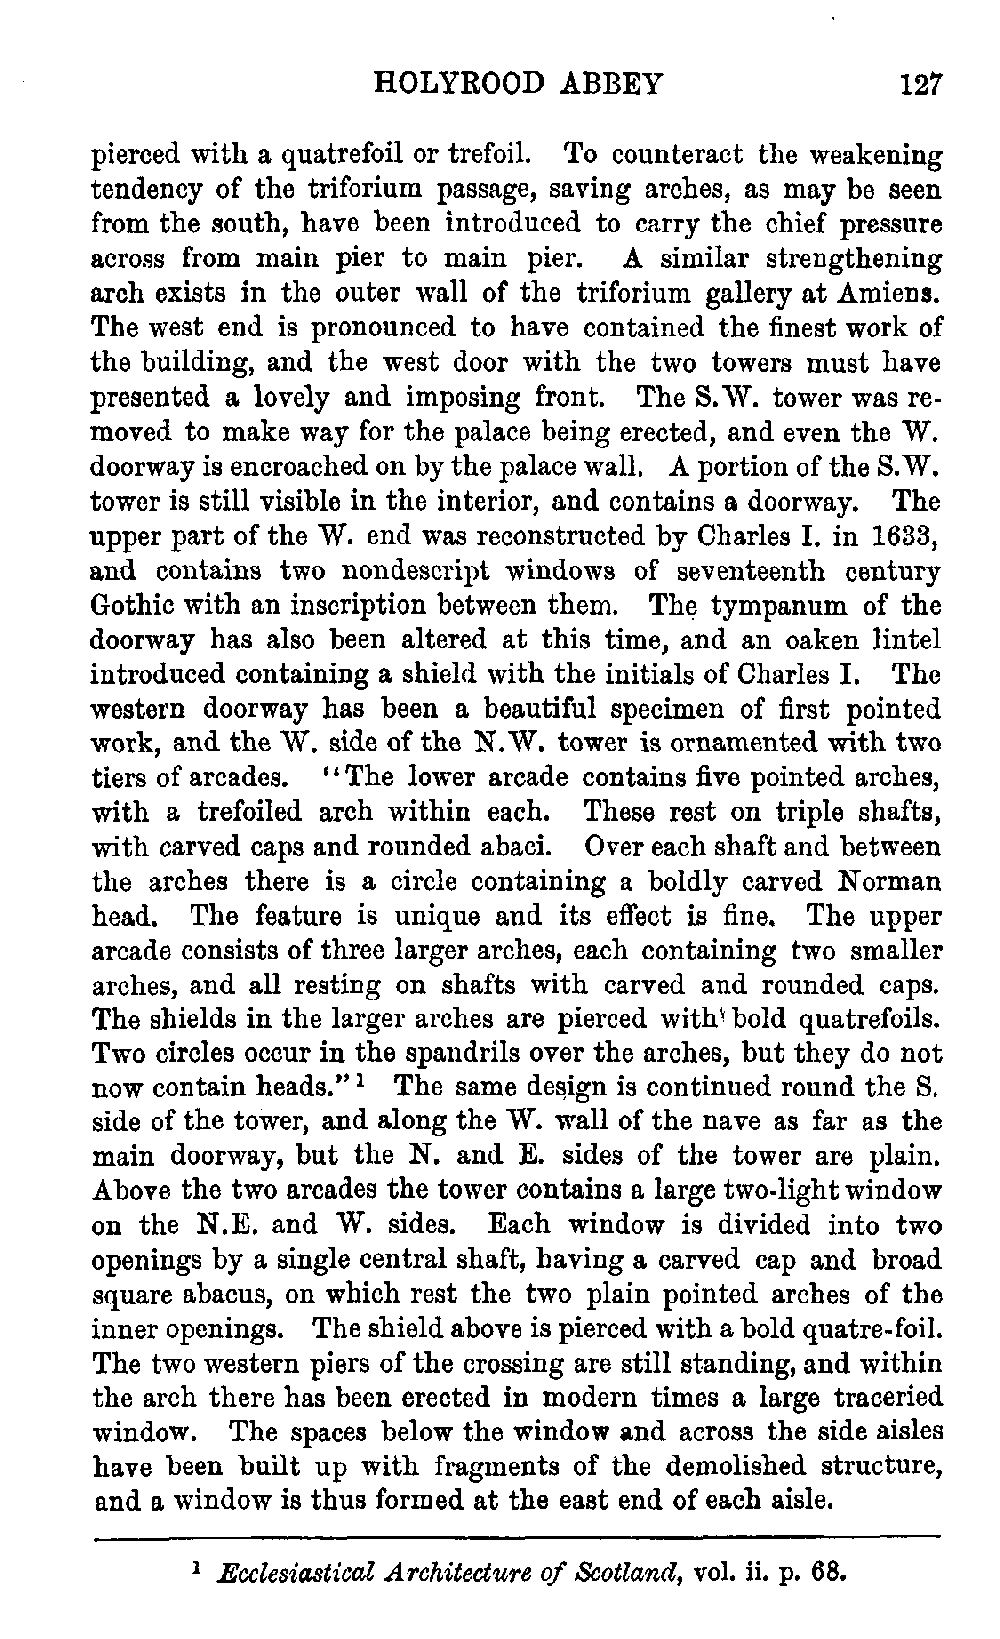 HOLYROOD ABBEY 127
pierced with a quatrefoil or trefoil. To counteract the weakening
tendency of the triforium passage, saving arches, as may be seen
from the south, have been introduced to carry the chief pressure
across from main pier to main pier. A similar strengthening
arch exists in the outer wall of the triforium gallery at Amiens.
The west end is pronounced to have contained the finest work of
the building, and the west door with the two towers must have
presented a lovely and imposing front. The S.W. tower was re-
moved to make way for the palace being erected, and even the W.
doorway is encroached on by the palace wall. A portion of the S.W.
tower is still visible in the interior, and contains a doorway. The
upper part of the W. end was reconstructed by Charles I. in 1633,
and contains two nondescript windows of seventeenth century
Gothic with an inscription between them. The tympanum of the
doorway has also been altered at this time, and an oaken lintel
introduced containing a shield with the initials of Charles I. The
western doorway has been a beautiful specimen of first pointed
work, and the W. side of the N.W. tower is ornamented with two
tiers of arcades. "The lower arcade contains five pointed arches,
with a trefoiled arch within each. These rest on triple shafts,
with carved caps and rounded abaci. Over each shaft and between
the arches there is a circle containing a boldly carved Norman
head. The feature is unique and its effect is fine. The upper
arcade consists of three larger arches, each containing two smaller
arches, and all resting on shafts with carved and rounded caps.
The shields in the larger arches are pierced with bold quatrefoils.
Two circles occur in the spandrils over the arches, but they do not
now contain heads." 1 The same design is continued round the S.
side of the tower, and along the W. wall of the nave as far as the
main doorway, but the N. and E. sides of the tower are plain.
Above the two arcades the tower contains a large two-light window
on the N.E. and W. sides. Each window is divided into two
openings by a single central shaft, having a carved cap and broad
square abacus, on which rest the two plain pointed arches of the
inner openings. The shield above is pierced with a bold quatre-foil.
The two western piers of the crossing are still standing, and within
the arch there has been erected in modern times a large traceried
window. The spaces below the window and across the side aisles
have been built up with fragments of the demolished structure,
and a window is thus formed at the east end of each aisle.
1 Ecclesiastical Architecture of Scotland, vol. ii. p. 68.